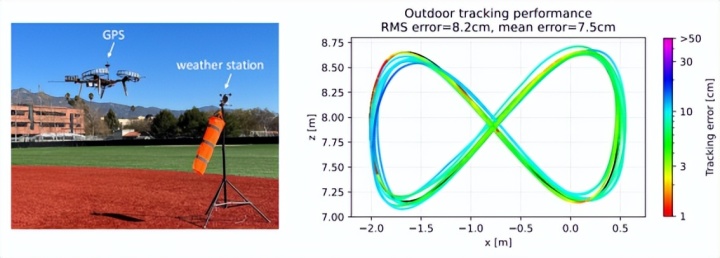 GPS
weather station
Outdoor tracking performance
RMS error=8.2cm, mean error=7.5cm
8.75
8.50
8.25
8.00
7.75
7.50
7.25
7.00
z [m]
−2.0 −1.5 −1.0 −0.5 0.0 0.5
x [m]
>50
30
10
3
1
Tracking error [cm]